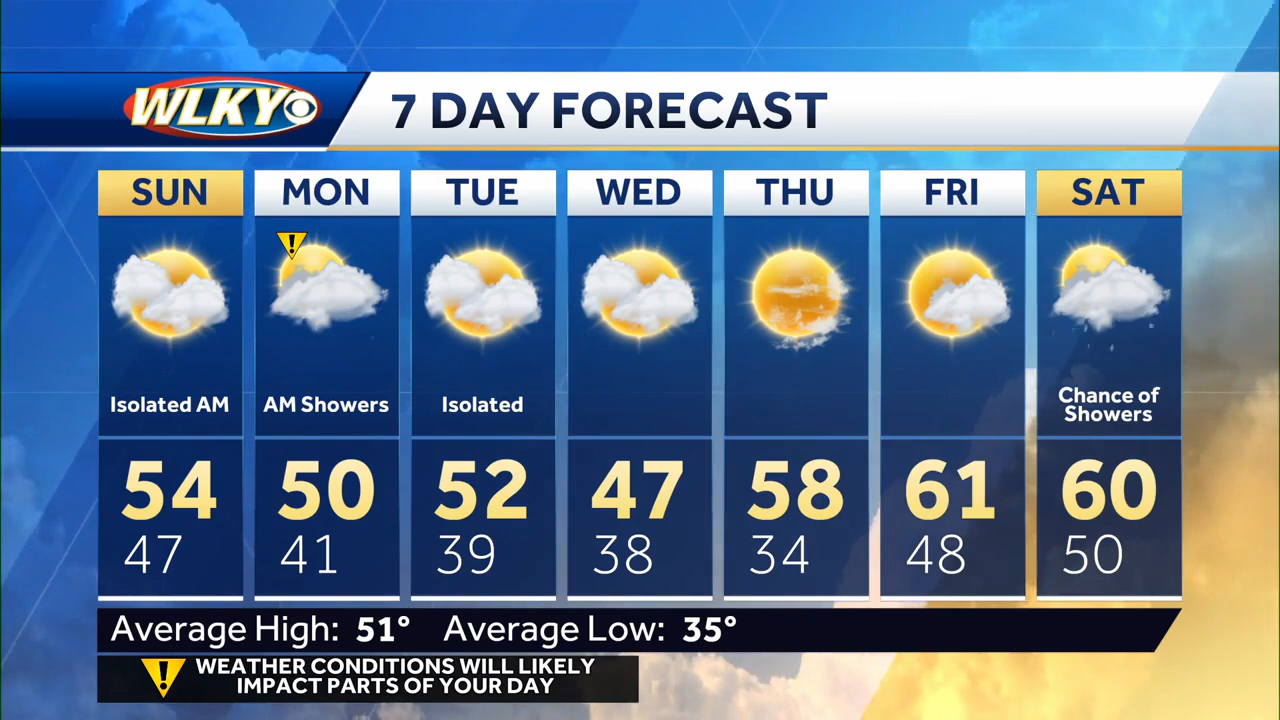 WLKY
7 DAY FORECAST
SUN MON TUE WED THU FRI SAT
!
Isolated AM AM Showers Isolated Chance of
Showers
54 50 52 47 58 61 60
47 41 39 38 34 48 50
Average High: 51° Average Low: 35°
! WEATHER CONDITIONS WILL LIKELY
IMPACT PARTS OF YOUR DAY